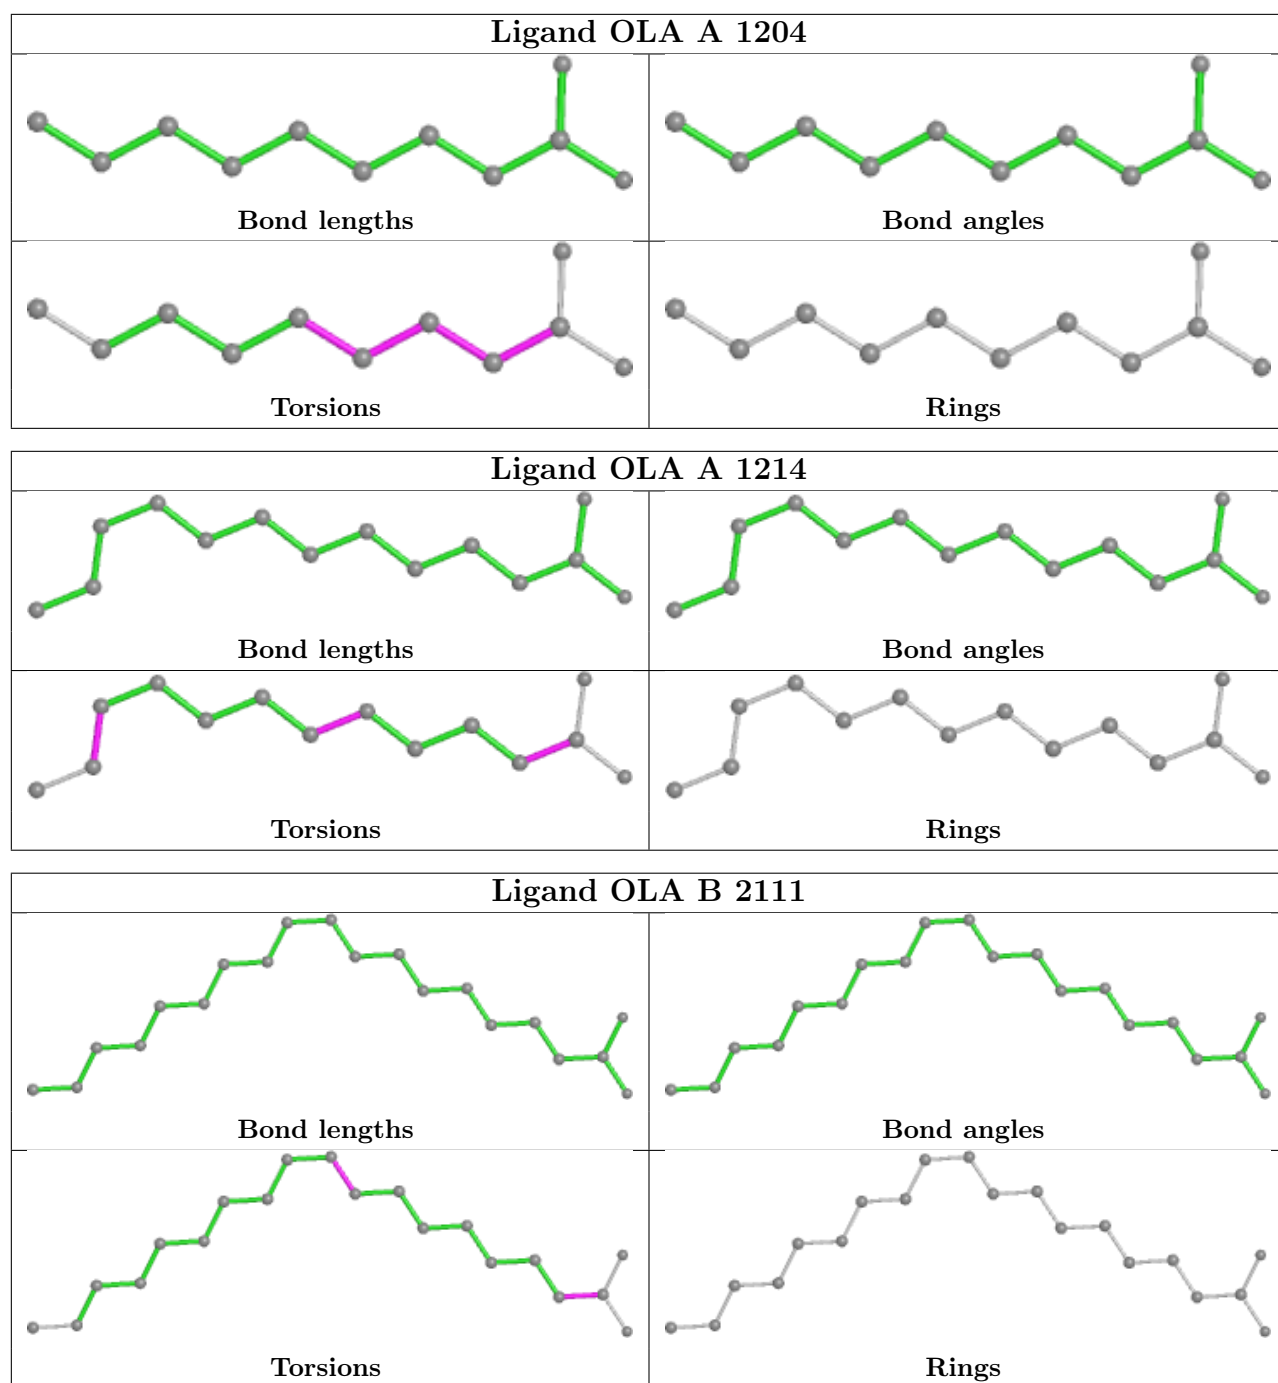 Ligand OLA A 1204
Bond lengths
Bond angles
Torsions
Rings
Ligand OLA A 1214
Bond lengths
Bond angles
Torsions
Rings
Ligand OLA B 2111
Bond lengths
Bond angles
Torsions
Rings